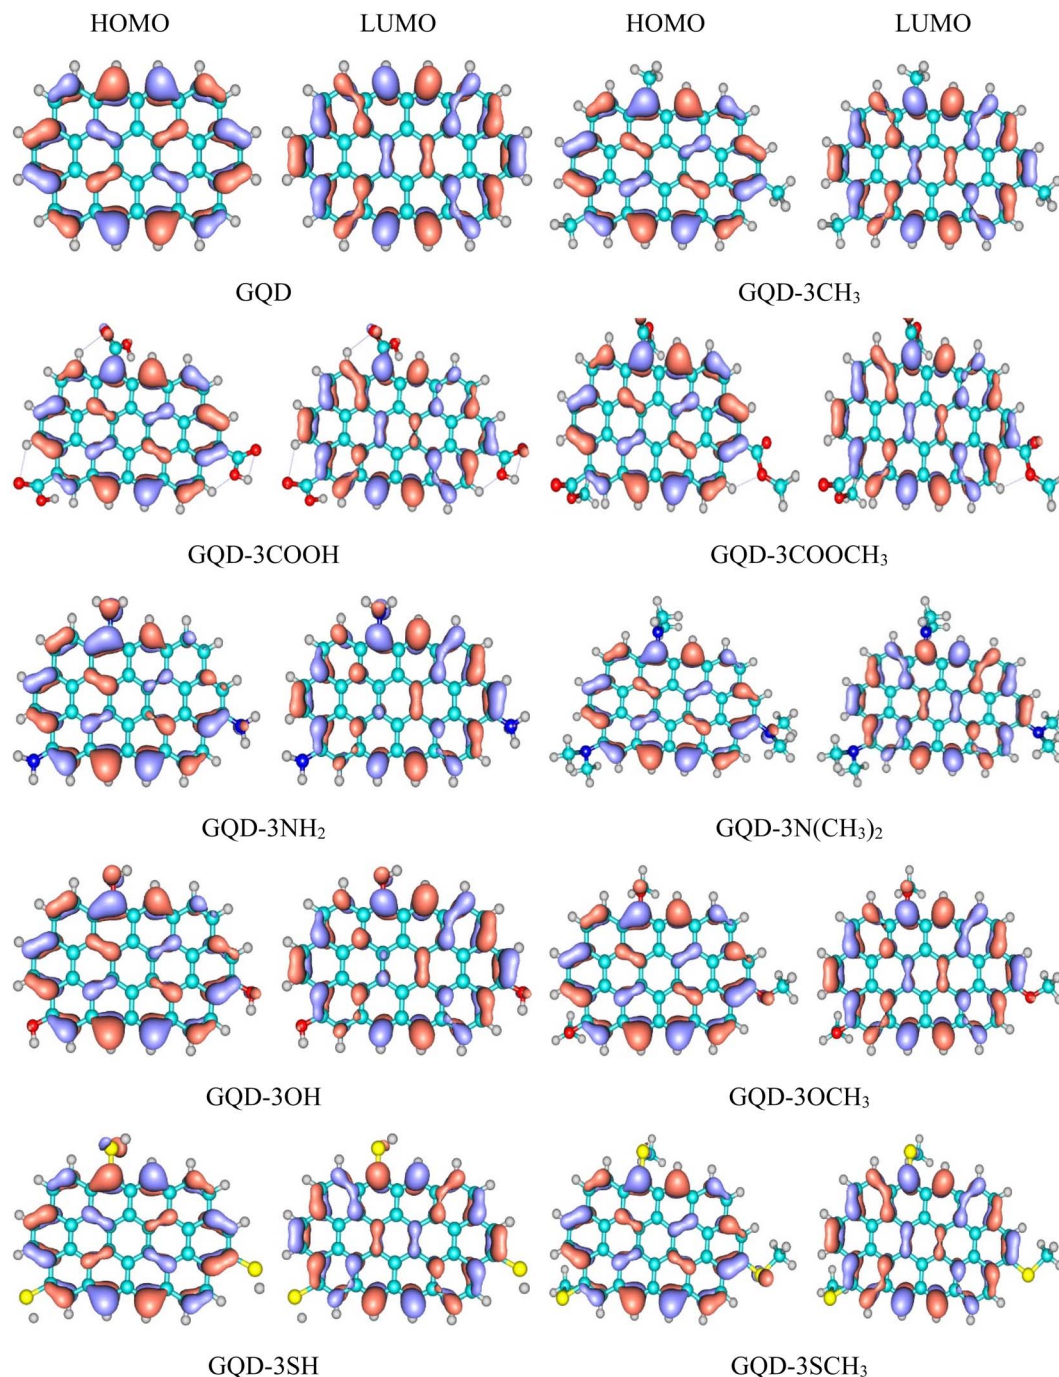 HOMO LUMO HOMO LUMO
GQD GQD-3CH₃
GQD-3COOH GQD-3COOCH₃
GQD-3NH₂ GQD-3N(CH₃)₂
GQD-3OH GQD-3OCH₃
GQD-3SH GQD-3SCH₃